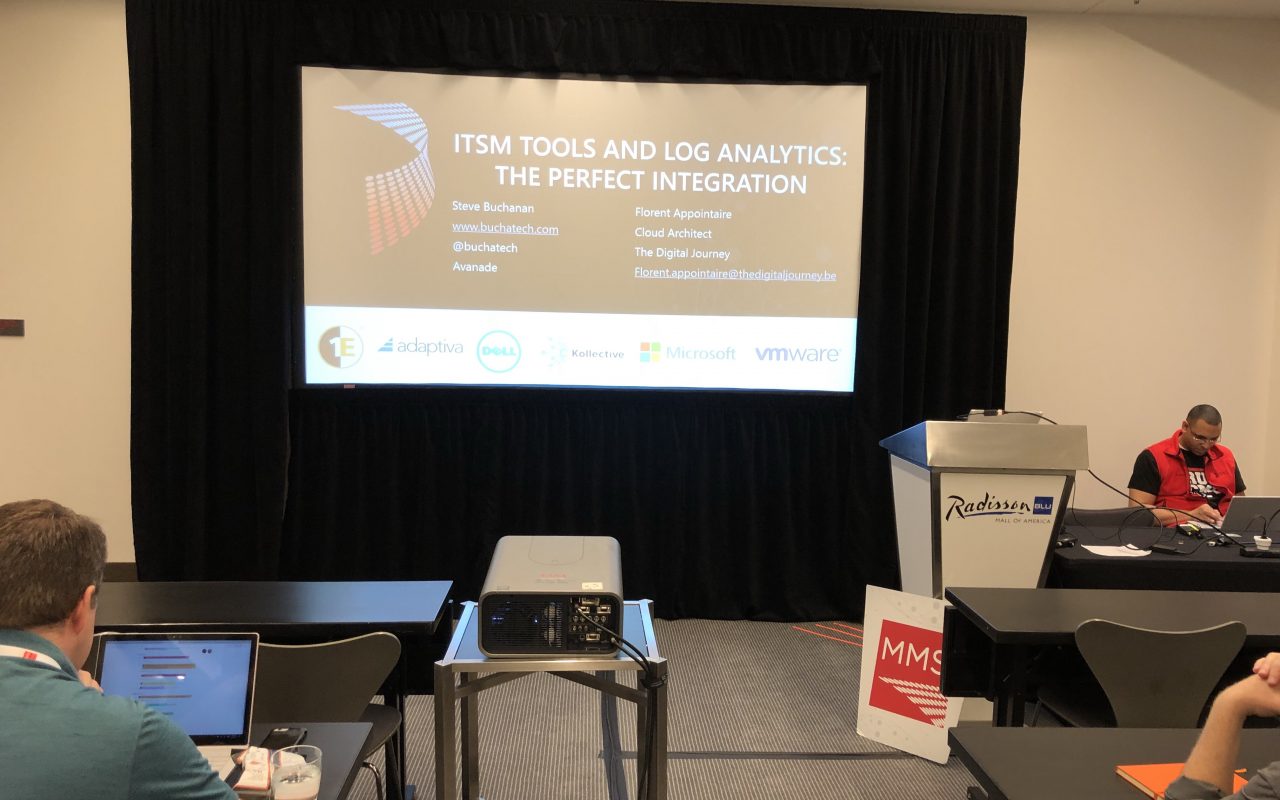 ITSM TOOLS AND LOG ANALYTICS:
THE PERFECT INTEGRATION
Steve Buchanan
www.buchatech.com
@buchatech
Avanade
Florent Appointaire
Cloud Architect
The Digital Journey
Florent.appointaire@thedigitaljourney.be
1E
adaptiva
DELL
Kollective
Microsoft
vmware
Radisson BLU
MALL OF AMERICA
MMS